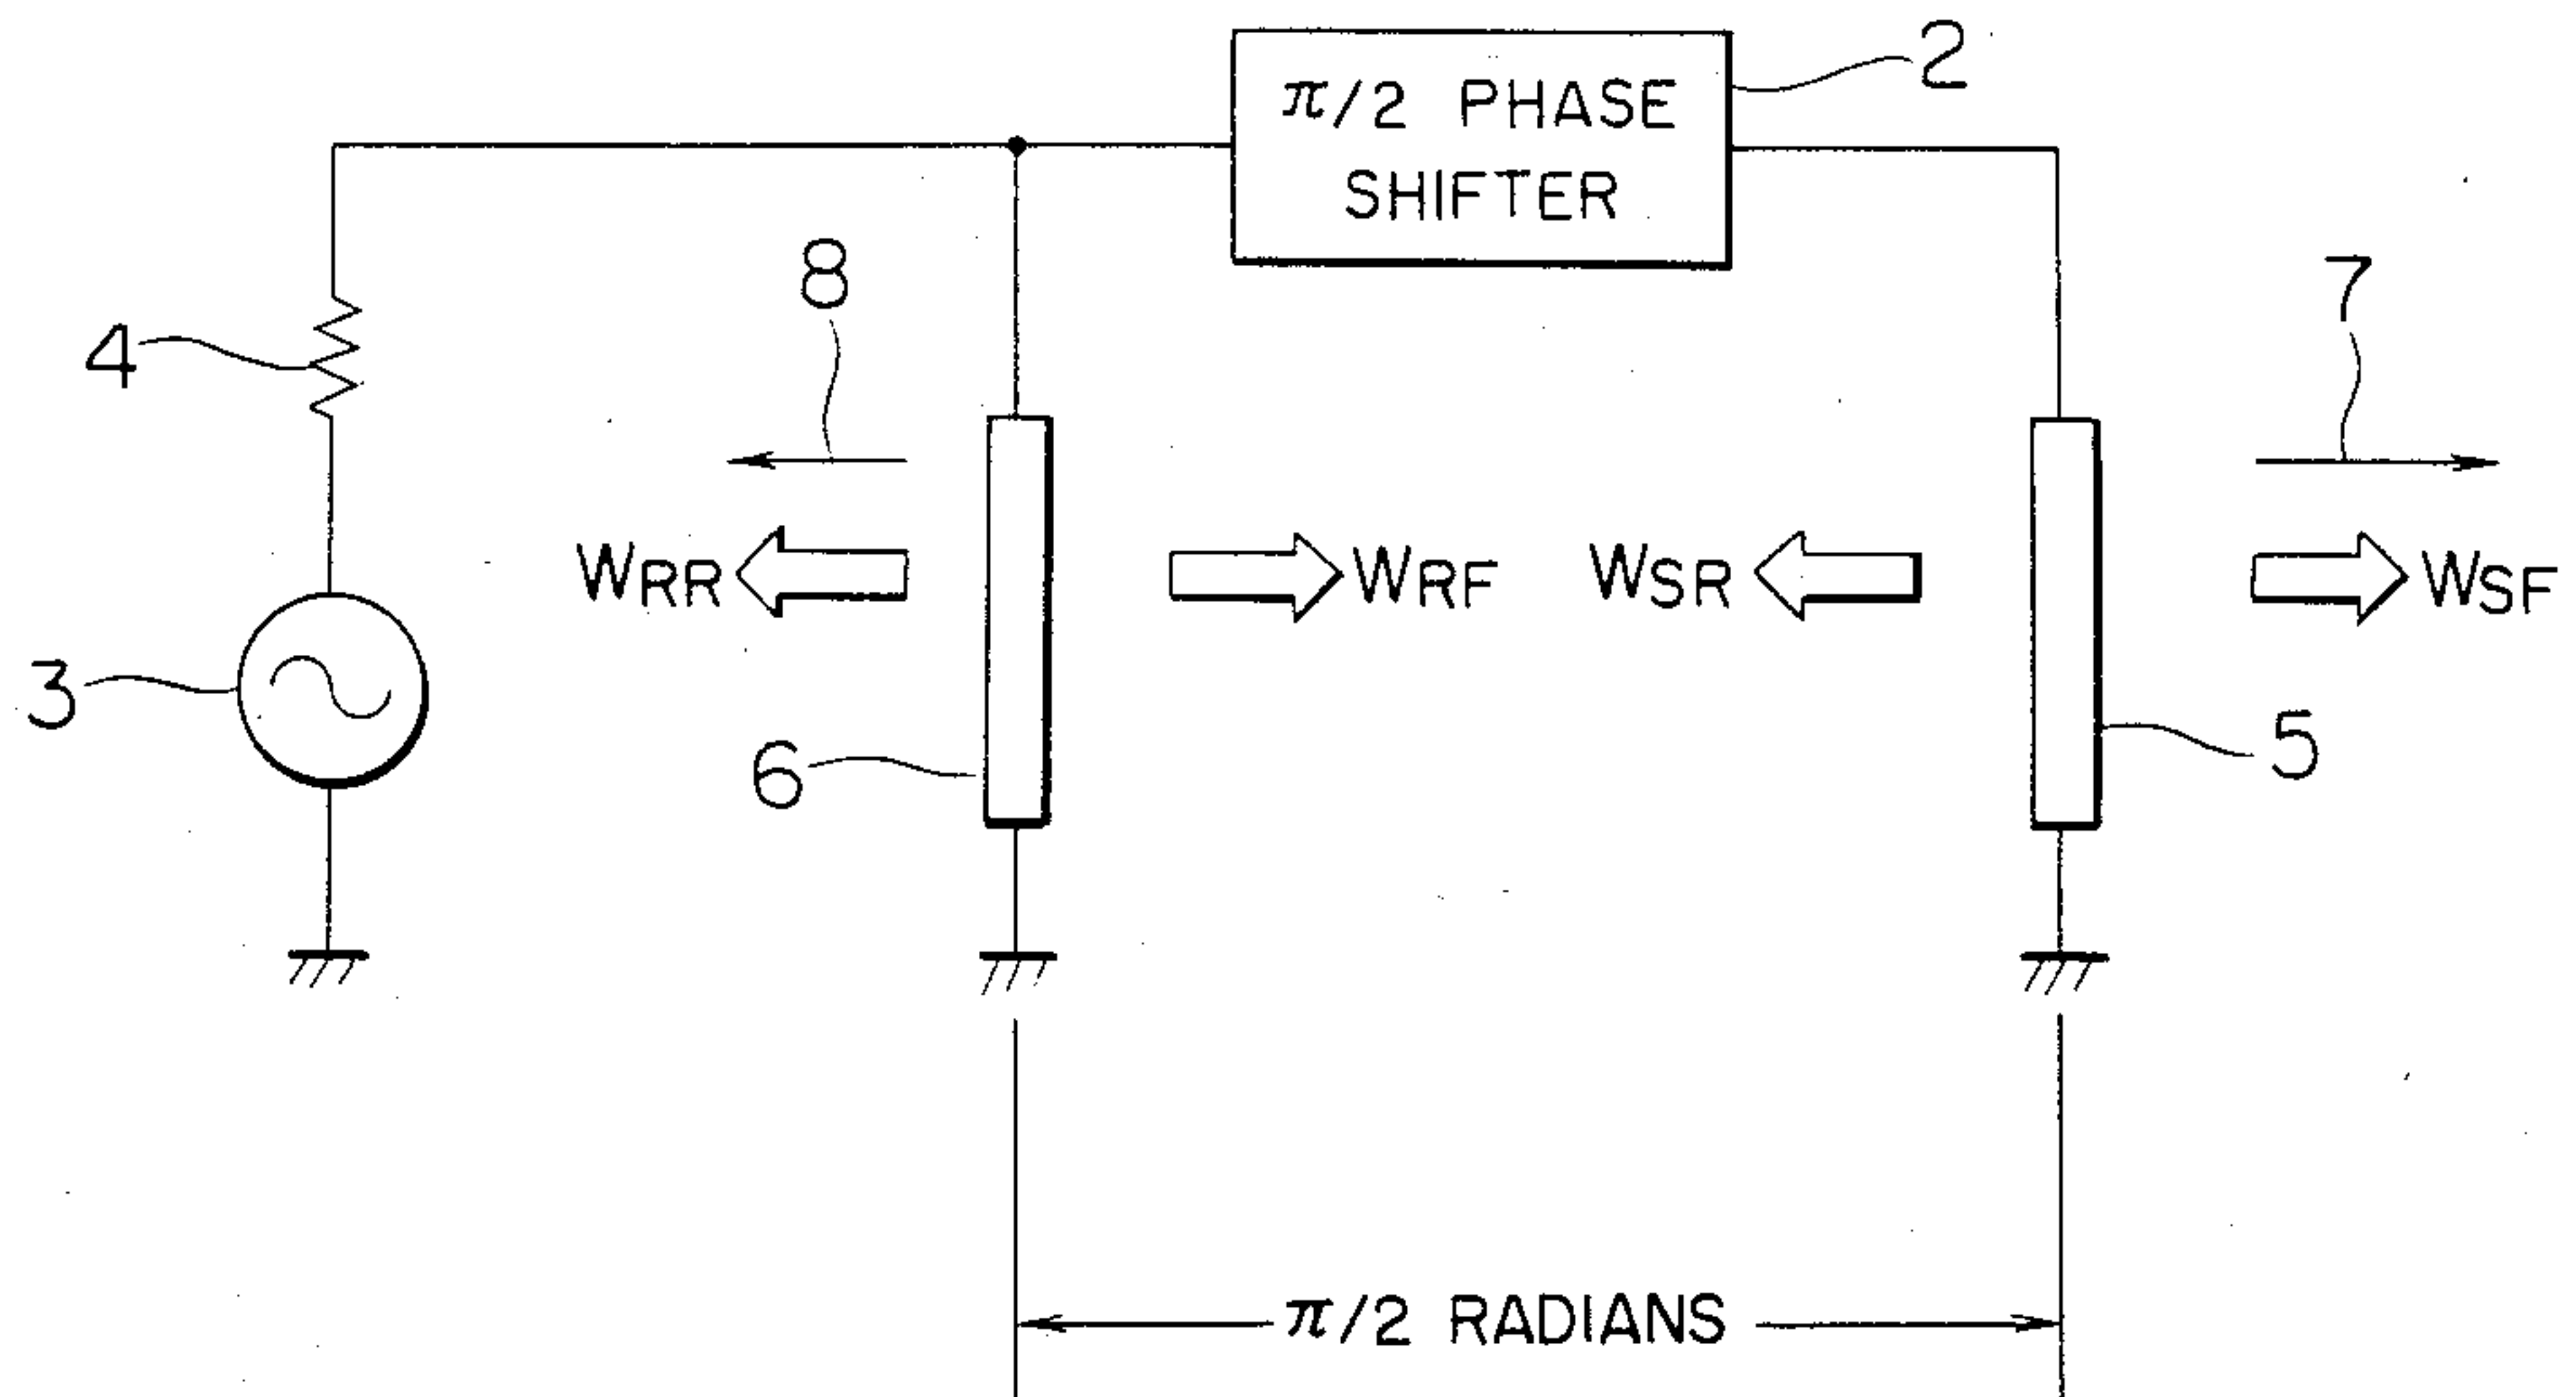 2
π/2 PHASE
SHIFTER
8
7
4
WRR
WRF
WSR
WSF
3
6
5
π/2 RADIANS